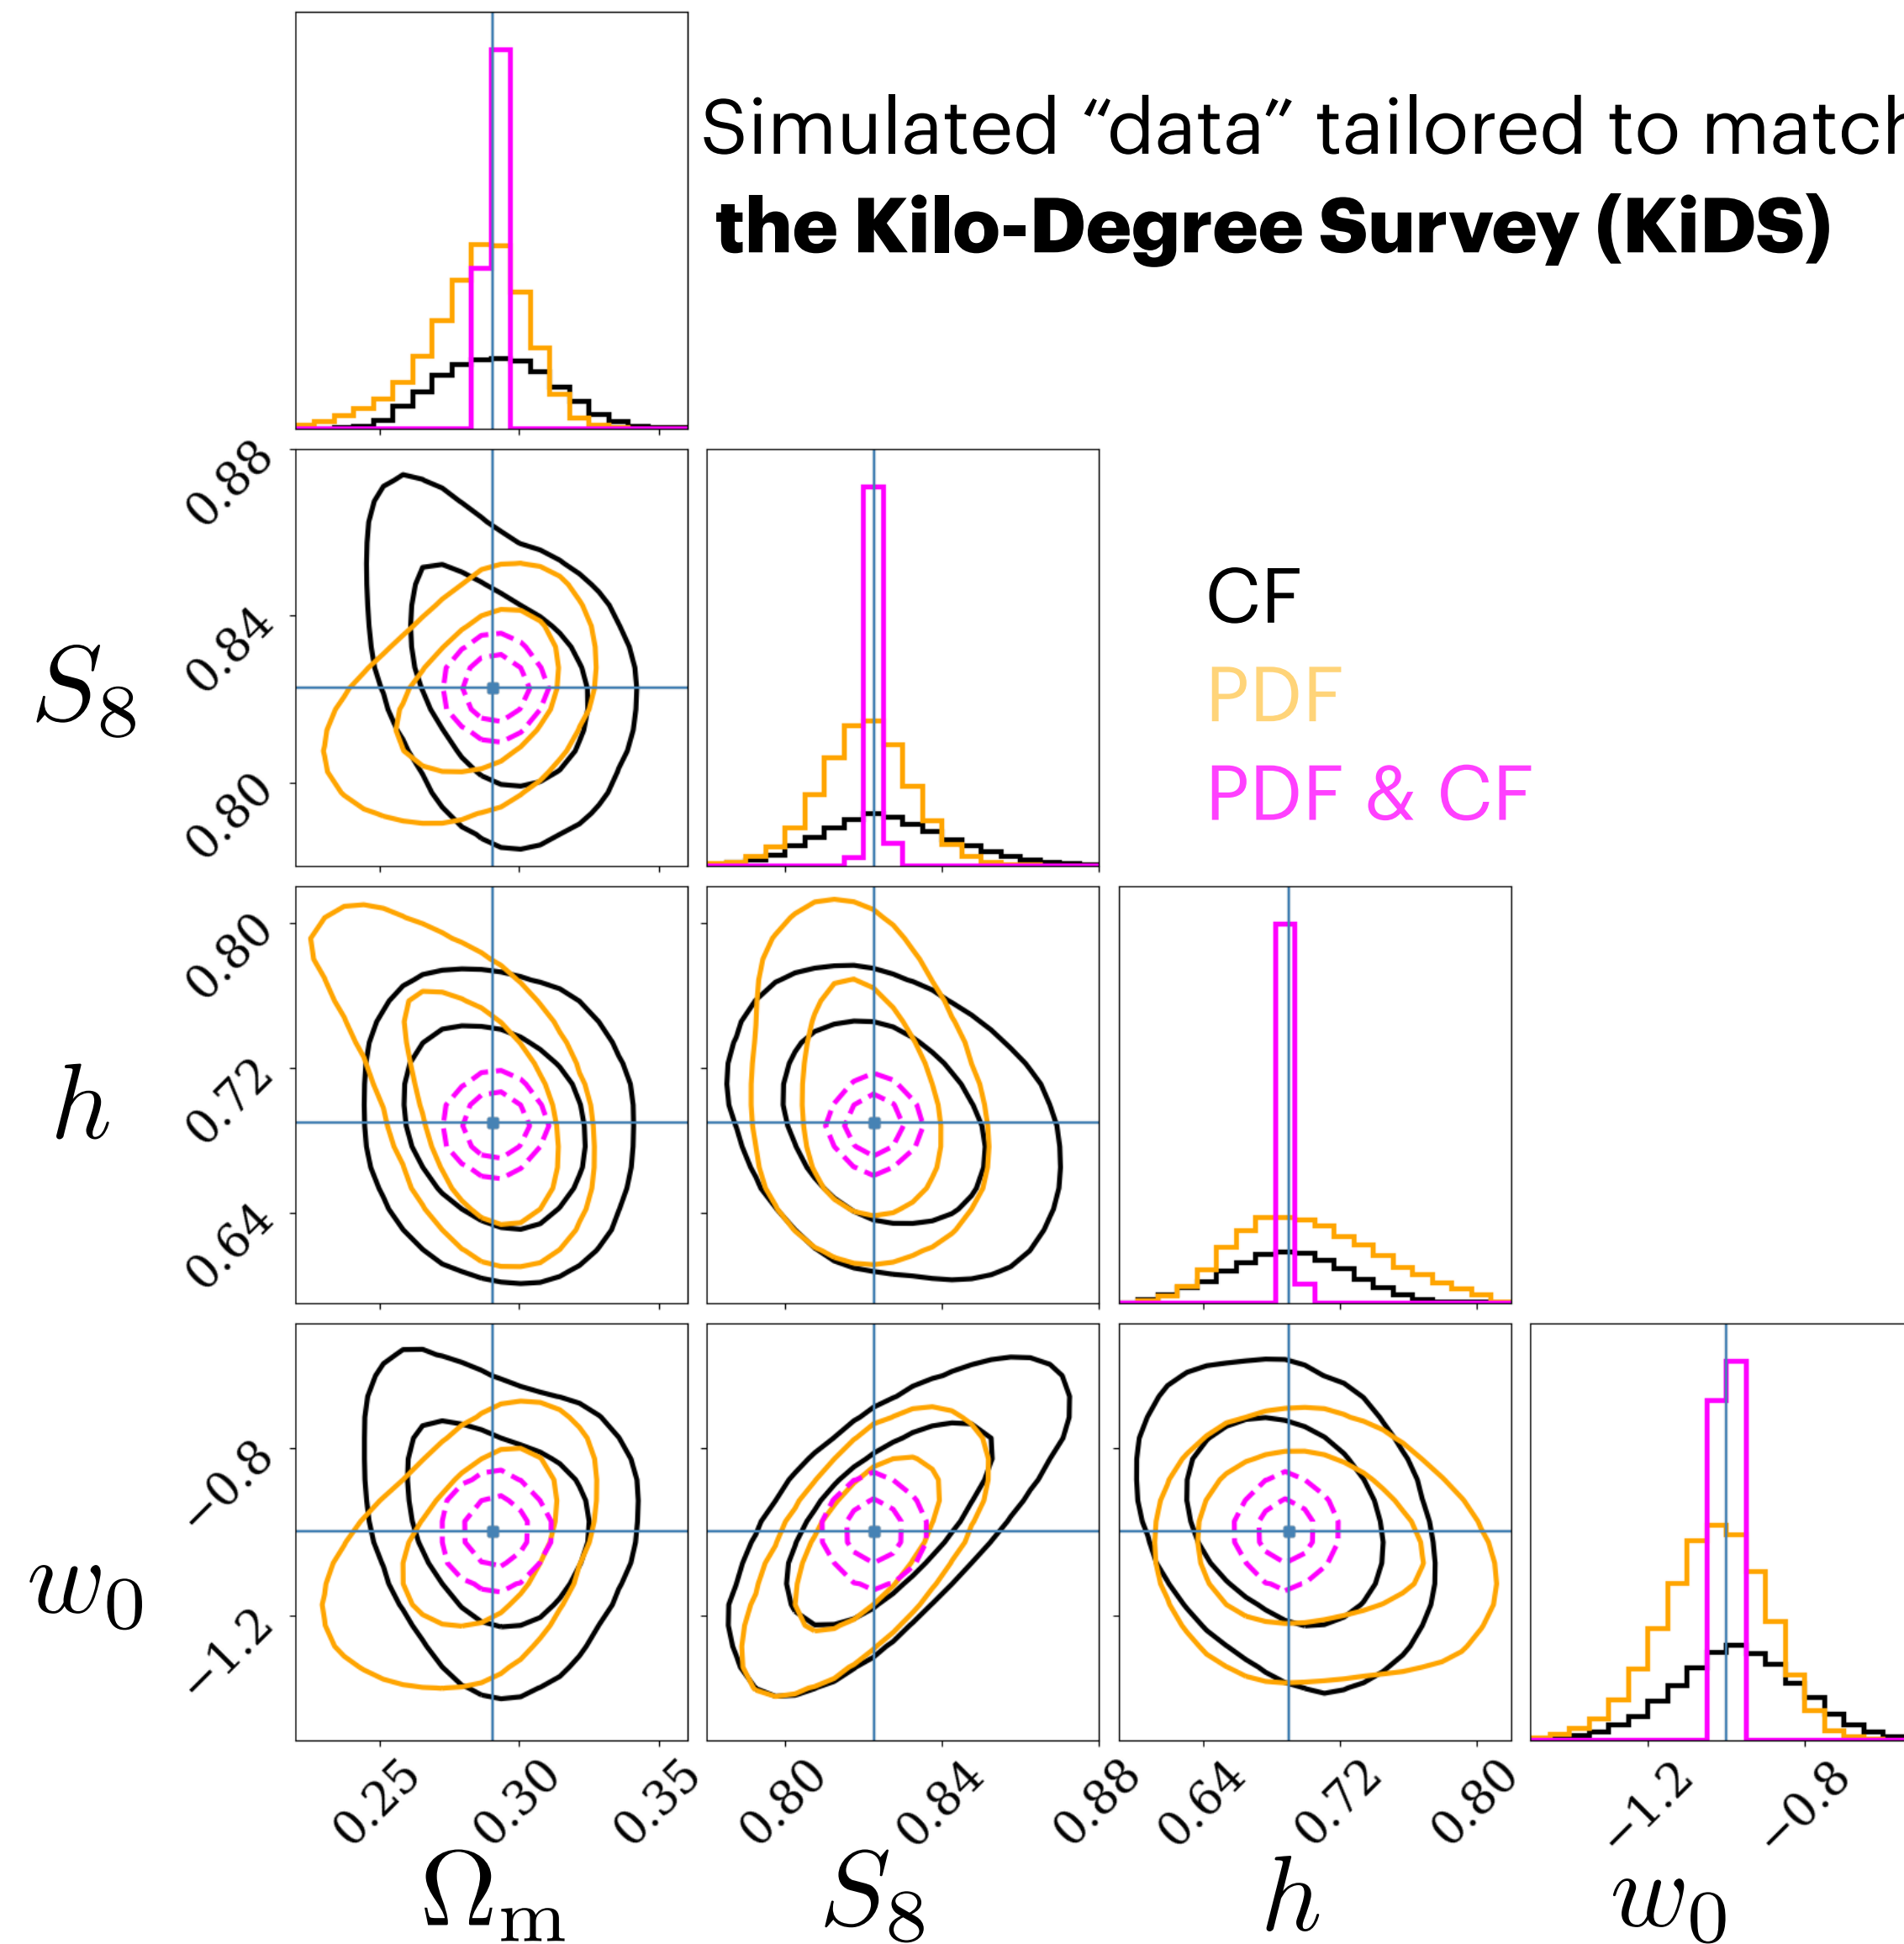 Simulated “data” tailored to match
the Kilo-Degree Survey (KiDS)
CF
PDF
PDF & CF
S₈
0.88
0.84
0.80
h
0.80
0.72
0.64
w₀
−0.8
−1.2
0.25 0.30 0.35 0.80 0.84 0.88 0.64 0.72 0.80 −1.2 −0.8
Ωₘ S₈ h w₀